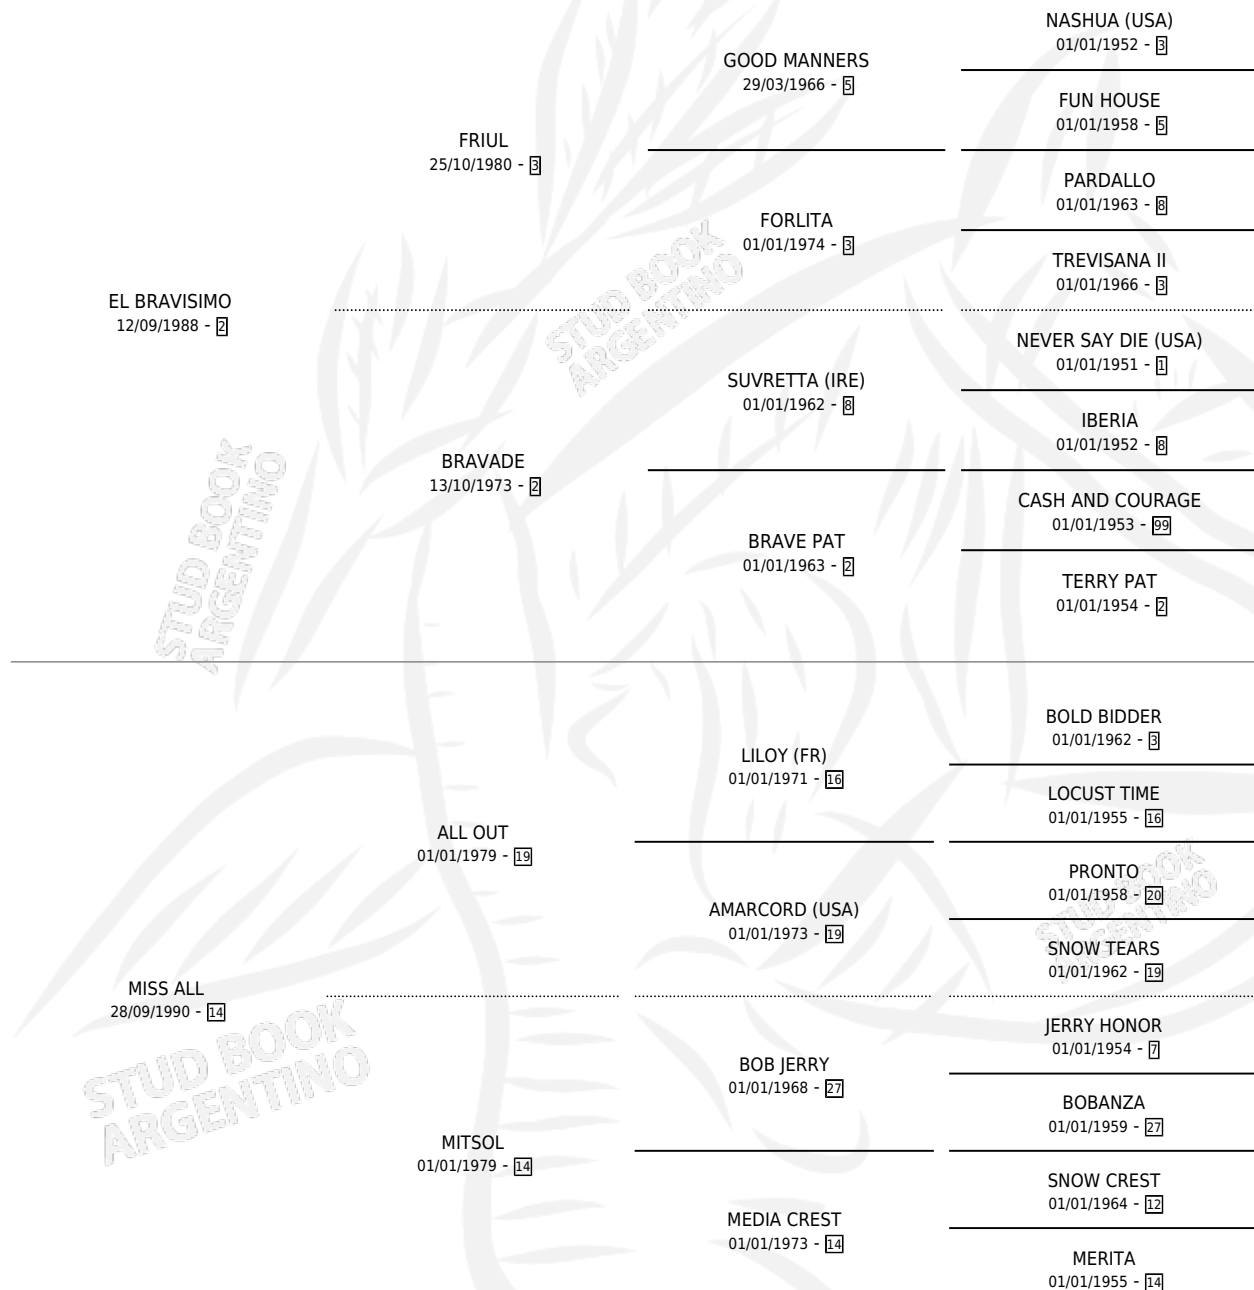 NASHUA (USA)
01/01/1952 - 3
GOOD MANNERS
29/03/1966 - 5
FUN HOUSE
01/01/1958 - 5
FRIUL
25/10/1980 - 3
PARDALLO
01/01/1963 - 8
FORLITA
01/01/1974 - 3
TREVISANA II
01/01/1966 - 3
EL BRAVISIMO
12/09/1988 - 2
NEVER SAY DIE (USA)
01/01/1951 - 1
SUVRETTA (IRE)
01/01/1962 - 8
IBERIA
01/01/1952 - 8
BRAVADE
13/10/1973 - 2
CASH AND COURAGE
01/01/1953 - 99
BRAVE PAT
01/01/1963 - 2
TERRY PAT
01/01/1954 - 2
STUD BOOK
ARGENTINO
STUD BOOK
ARGENTINO
BOLD BIDDER
01/01/1962 - 3
LILOY (FR)
01/01/1971 - 16
LOCUST TIME
01/01/1955 - 16
ALL OUT
01/01/1979 - 19
PRONTO
01/01/1958 - 20
AMARCORD (USA)
01/01/1973 - 19
SNOW TEARS
01/01/1962 - 19
STUD BOOK
ARGENTINO
MISS ALL
28/09/1990 - 14
JERRY HONOR
01/01/1954 - 7
BOB JERRY
01/01/1968 - 27
BOBANZA
01/01/1959 - 27
MITSOL
01/01/1979 - 14
SNOW CREST
01/01/1964 - 12
MEDIA CREST
01/01/1973 - 14
MERITA
01/01/1955 - 14
STUD BOOK
ARGENTINO